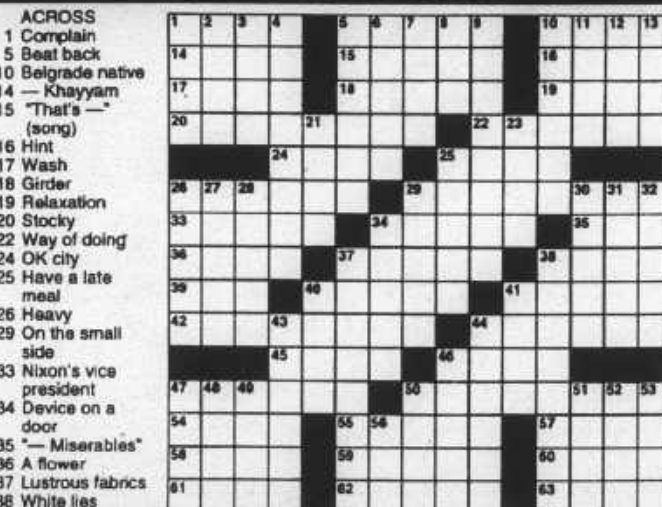 ACROSS
1 Complain
5 Beat back
10 Belgrade native
14 — Khayyam
15 "That's —"
(song)
16 Hint
17 Wash
18 Girder
19 Relaxation
20 Stocky
22 Way of doing
24 OK city
25 Have a late
meal
26 Heavy
29 On the small
side
33 Nixon's vice
president
34 Device on a
door
35 "— Miserables"
36 A flower
37 Lustrous fabrics
38 White lies
1 2 3 4 5 6 7 8 9 10 11 12 13
14 15 16
17 18 19
20 21 22 23
24 25
26 27 28 29 30 31 32
33 34 35
36 37 38
39 40 41
42 43 44
45 46
47 48 49 50 51 52 53
54 55 56 57
58 59 60
61 62 63